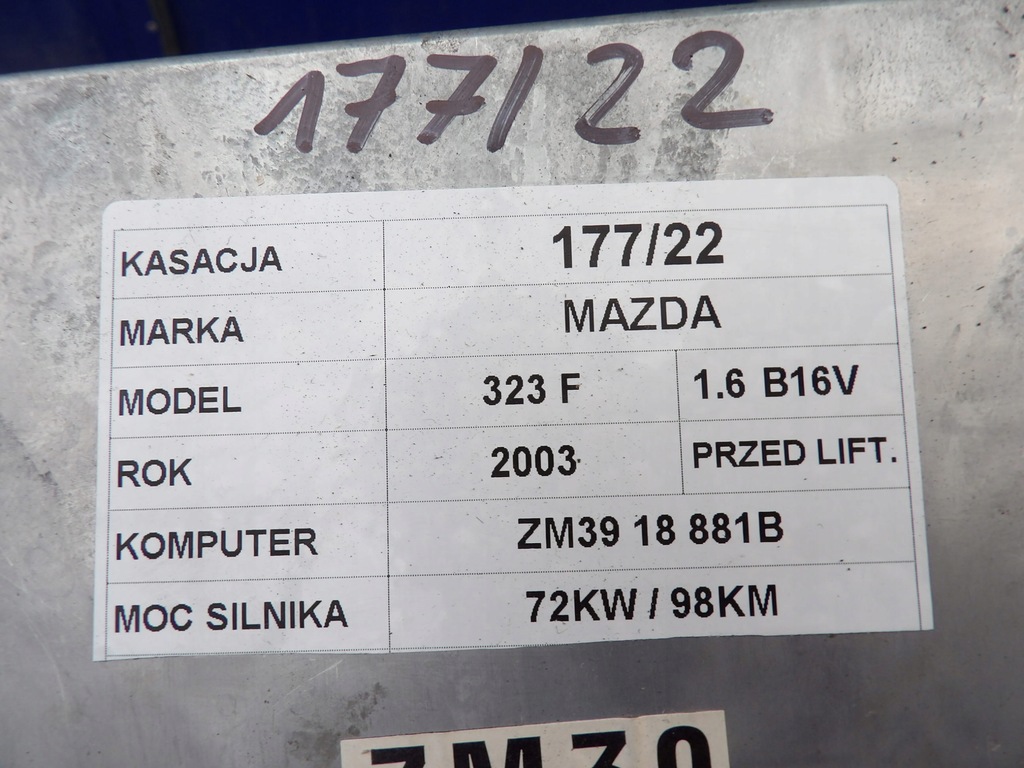 177/22
KASACJA 177/22
MARKA MAZDA
MODEL 323 F 1.6 B16V
ROK 2003 PRZED LIFT.
KOMPUTER ZM39 18 881B
MOC SILNIKA 72KW / 98KM
ZM39